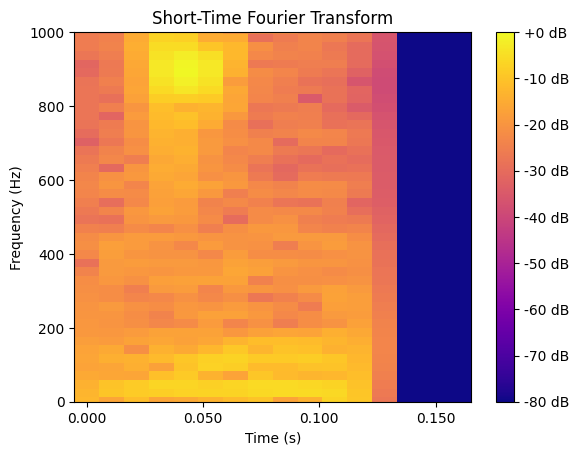 Short-Time Fourier Transform
1000
800
600
400
200
0
Frequency (Hz)
0.000
0.050
0.100
0.150
Time (s)
+0 dB
-10 dB
-20 dB
-30 dB
-40 dB
-50 dB
-60 dB
-70 dB
-80 dB